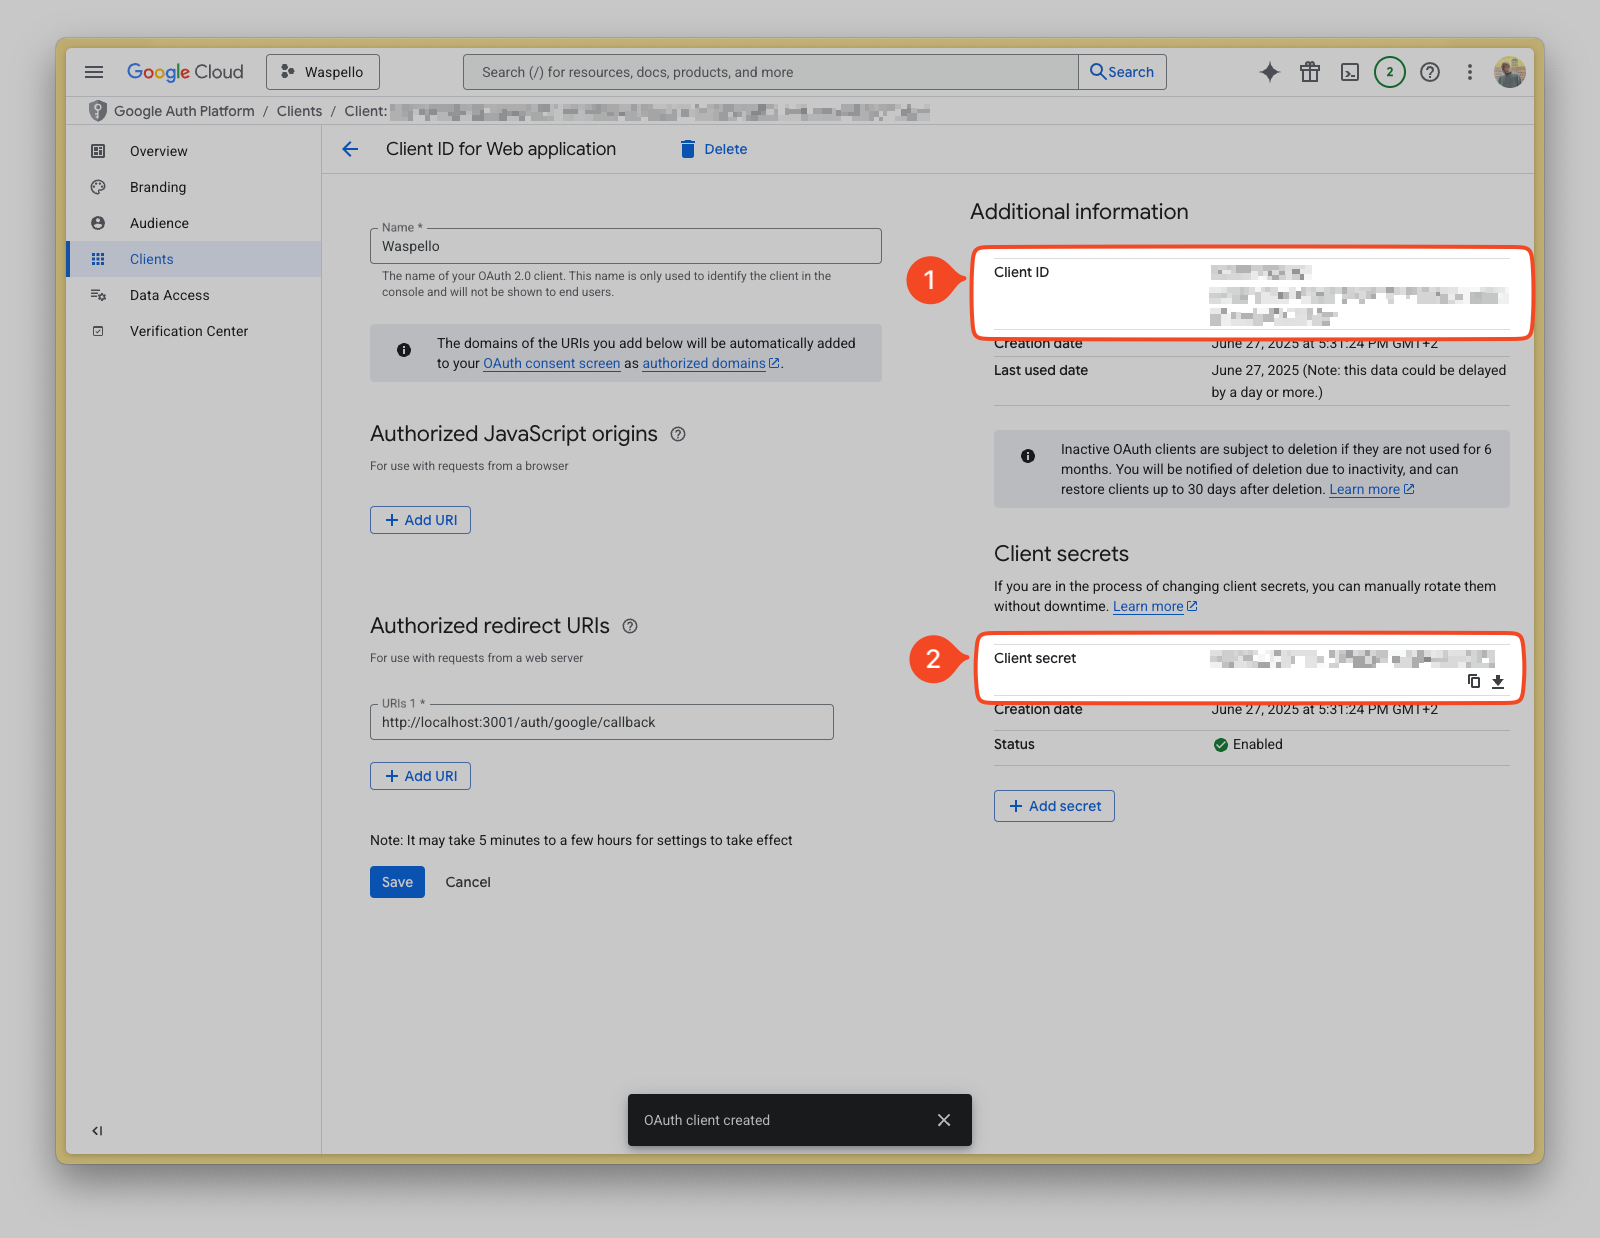 Google Cloud
Waspello
Search (/) for resources, docs, products, and more
Search
2
Google Auth Platform / Clients / Client:
Overview
Branding
Audience
Clients
Data Access
Verification Center
Client ID for Web application
Delete
Name *
Waspello
The name of your OAuth 2.0 client. This name is only used to identify the client in the
console and will not be shown to end users.
The domains of the URIs you add below will be automatically added
to your OAuth consent screen as authorized domains.
Authorized JavaScript origins
For use with requests from a browser
Add URI
Authorized redirect URIs
For use with requests from a web server
URIs 1 *
http://localhost:3001/auth/google/callback
Add URI
Note: It may take 5 minutes to a few hours for settings to take effect
Save
Cancel
Additional information
1
Client ID
Creation date
June 27, 2025 at 5:31:24 PM GMT+2
Last used date
June 27, 2025 (Note: this data could be delayed
by a day or more.)
Inactive OAuth clients are subject to deletion if they are not used for 6
months. You will be notified of deletion due to inactivity, and can
restore clients up to 30 days after deletion. Learn more
Client secrets
If you are in the process of changing client secrets, you can manually rotate them
without downtime. Learn more
2
Client secret
Creation date
June 27, 2025 at 5:31:24 PM GMT+2
Status
Enabled
Add secret
OAuth client created